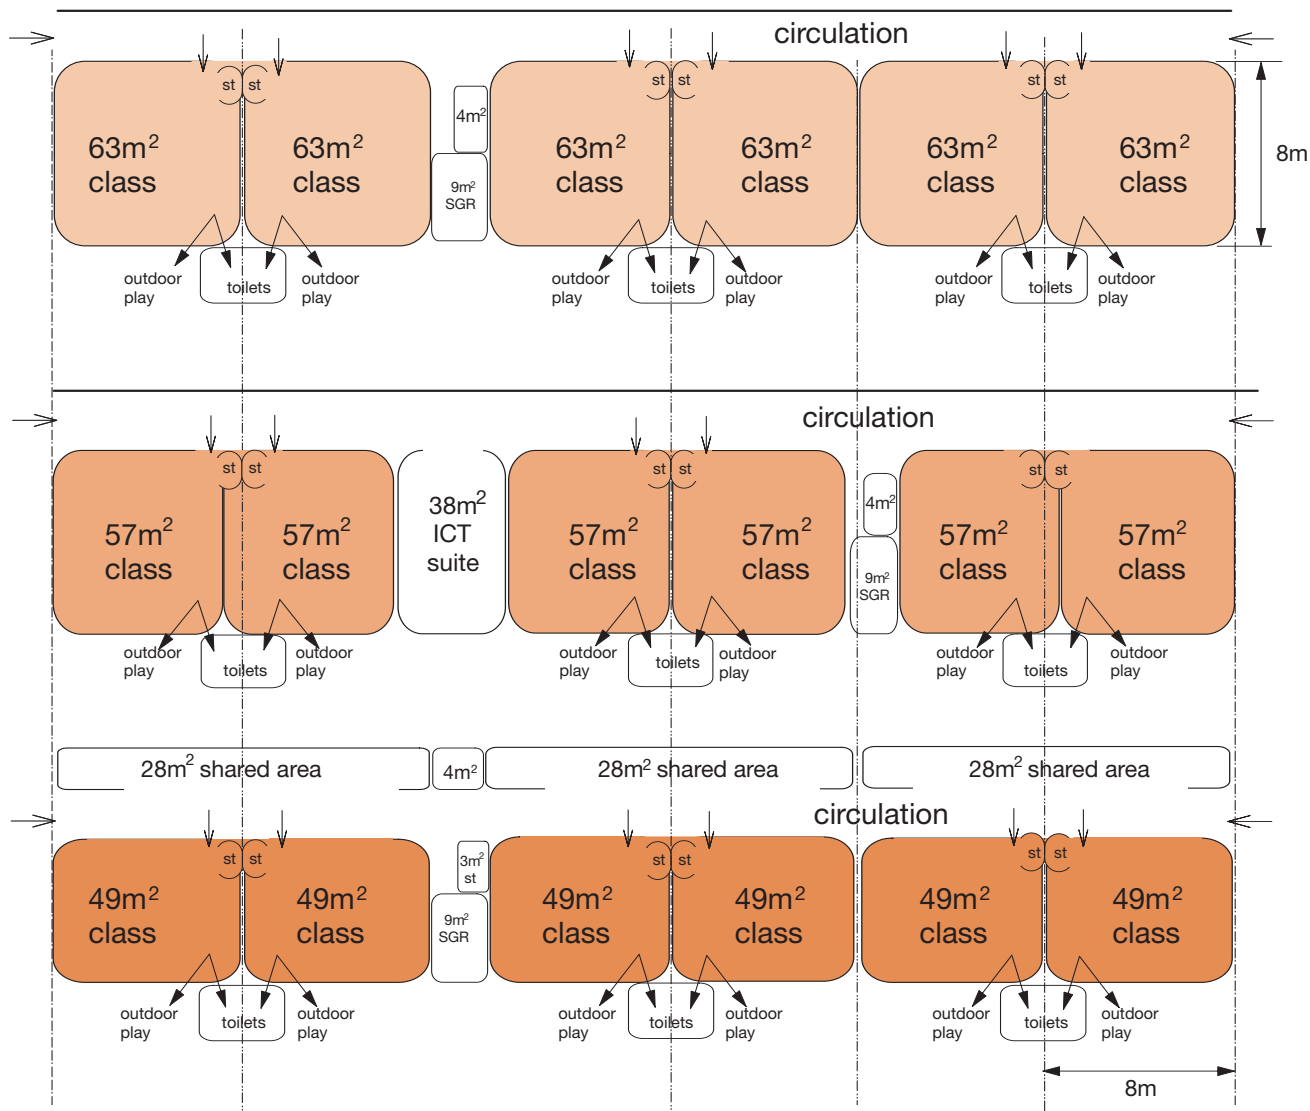 circulation
st st st st st st
4m²
8m
63m² 63m² 63m² 63m² 63m² 63m²
class class class class class class
9m²
SGR
outdoor toilets outdoor outdoor toilets outdoor outdoor toilets outdoor
play play play play play play
circulation
st st st st st st
38m²
ICT
suite
4m²
57m² 57m² 57m² 57m² 57m² 57m²
class class class class class class
9m²
SGR
outdoor toilets outdoor outdoor toilets outdoor outdoor toilets outdoor
play play play play play play
28m² shared area 4m² 28m² shared area 28m² shared area
circulation
st st st st st st
3m²
st
49m² 49m² 49m² 49m² 49m² 49m²
class class class class class class
9m²
SGR
outdoor toilets outdoor outdoor toilets outdoor outdoor toilets outdoor
play play play play play play
8m